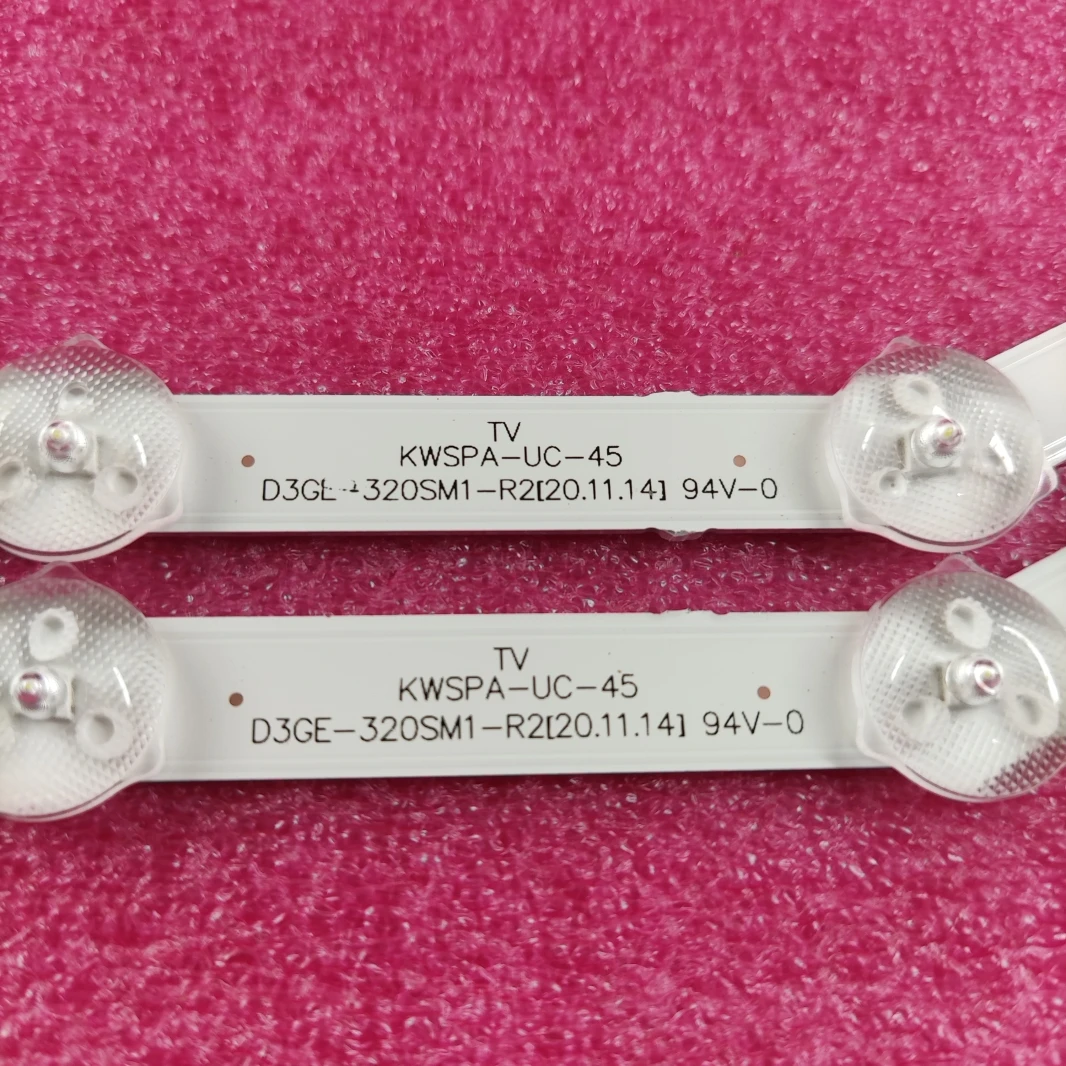 TV
KWSPA-UC-45
D3GE-320SM1-R2[20.11.14] 94V-0
TV
KWSPA-UC-45
D3GE-320SM1-R2[20.11.14] 94V-0